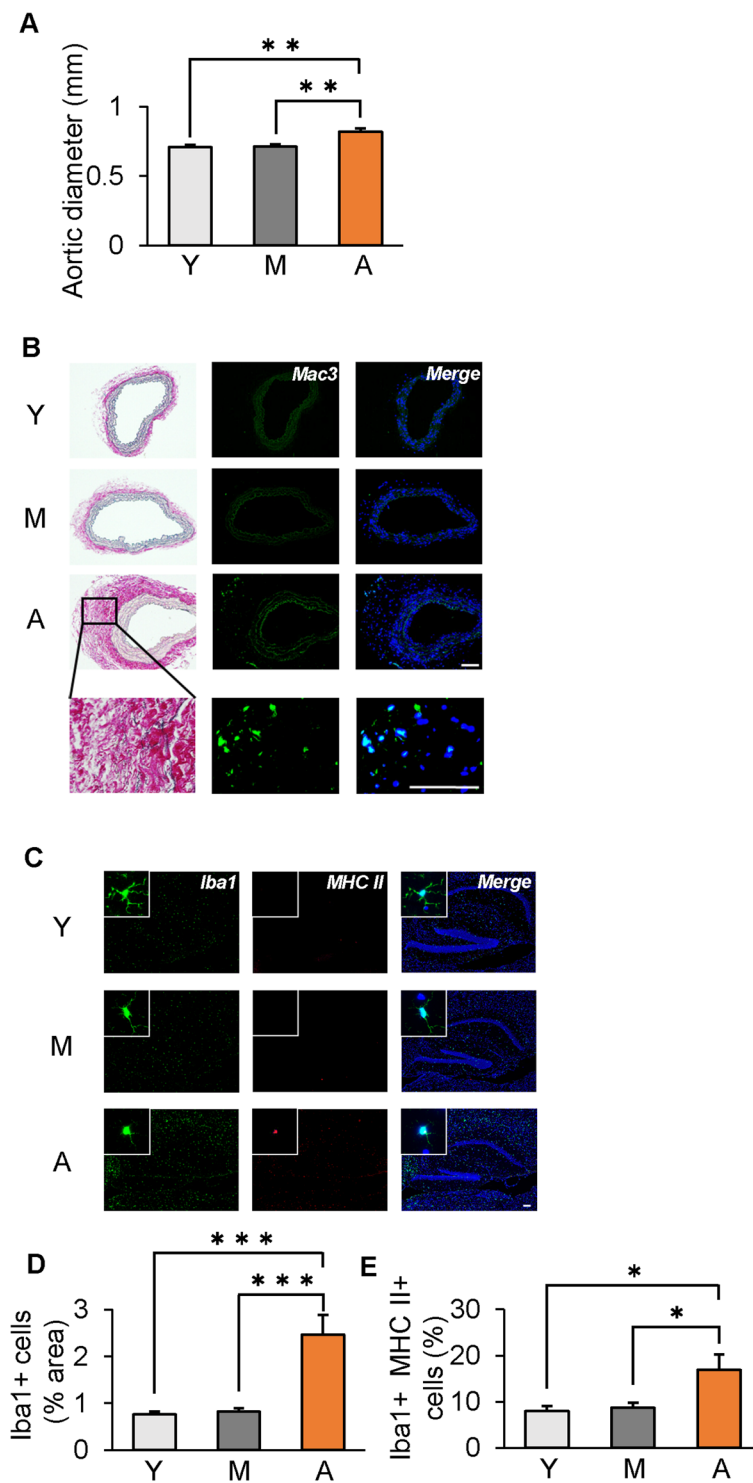 A
Aortic diameter (mm)
* *
* *
1
0.5
0
Y M A
B
Mac3 Merge
Y
M
A
C
Iba1 MHC II Merge
Y
M
A
D
Iba1+ cells
(% area)
* * *
* * *
3
2
1
0
Y M A
E
Iba1+ MHC II+
cells (%)
*
*
30
20
10
0
Y M A